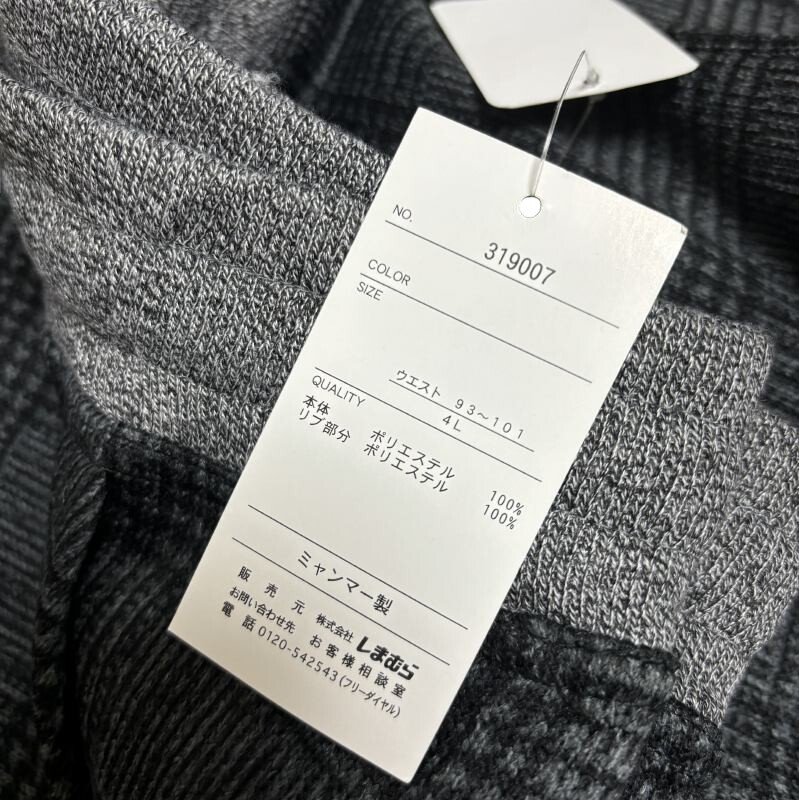 NO.
319007
COLOR
SIZE
ウエスト 93〜101
4L
QUALITY
本体 ポリエステル 100%
リブ部分 ポリエステル 100%
ミャンマー製
販売元 株式会社 しまむら
お問い合わせ先 お客様相談室
電話 0120-542543(フリーダイヤル)